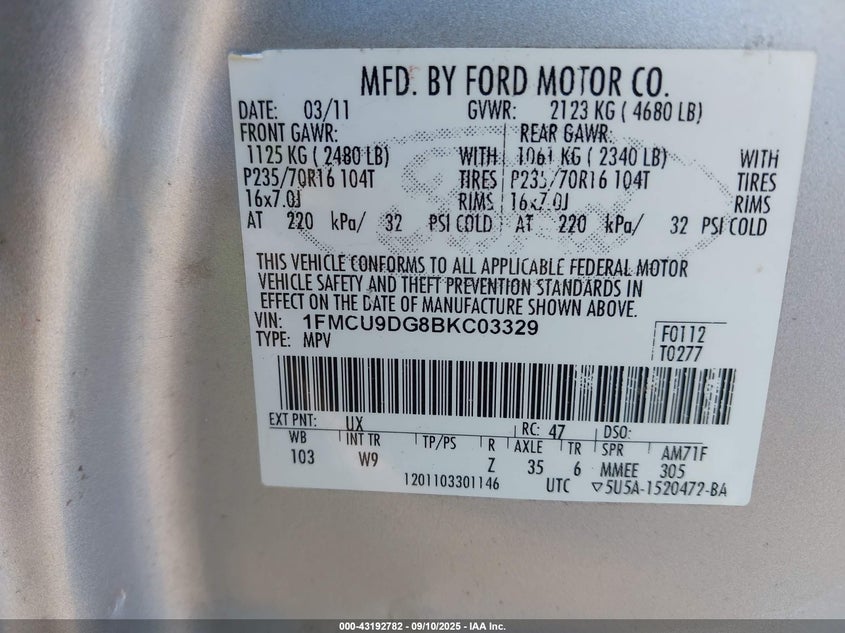 MFD. BY FORD MOTOR CO.
DATE: 03/11 GVWR: 2123 KG ( 4680 LB)
FRONT GAWR: REAR GAWR:
1125 KG ( 2480 LB) WITH 1061 KG ( 2340 LB) WITH
P235/70R16 104T TIRES P235/70R16 104T TIRES
16x7.0J RIMS 16x7.0J RIMS
AT 220 kPa/ 32 PSI COLD AT 220 kPa/ 32 PSI COLD
THIS VEHICLE CONFORMS TO ALL APPLICABLE FEDERAL MOTOR
VEHICLE SAFETY AND THEFT PREVENTION STANDARDS IN
EFFECT ON THE DATE OF MANUFACTURE SHOWN ABOVE.
VIN: 1FMCU9DG8BKC03329 F0112
TYPE: MPV T0277
EXT PNT: UX RC: 47 DSO:
WB INT TR TP/PS R AXLE TR SPR AM71F
103 W9 Z 35 6 MMEE 305
1201103301146 UTC ▽5U5A-1520472-BA
000-43192782 - 09/10/2025 - IAA Inc.